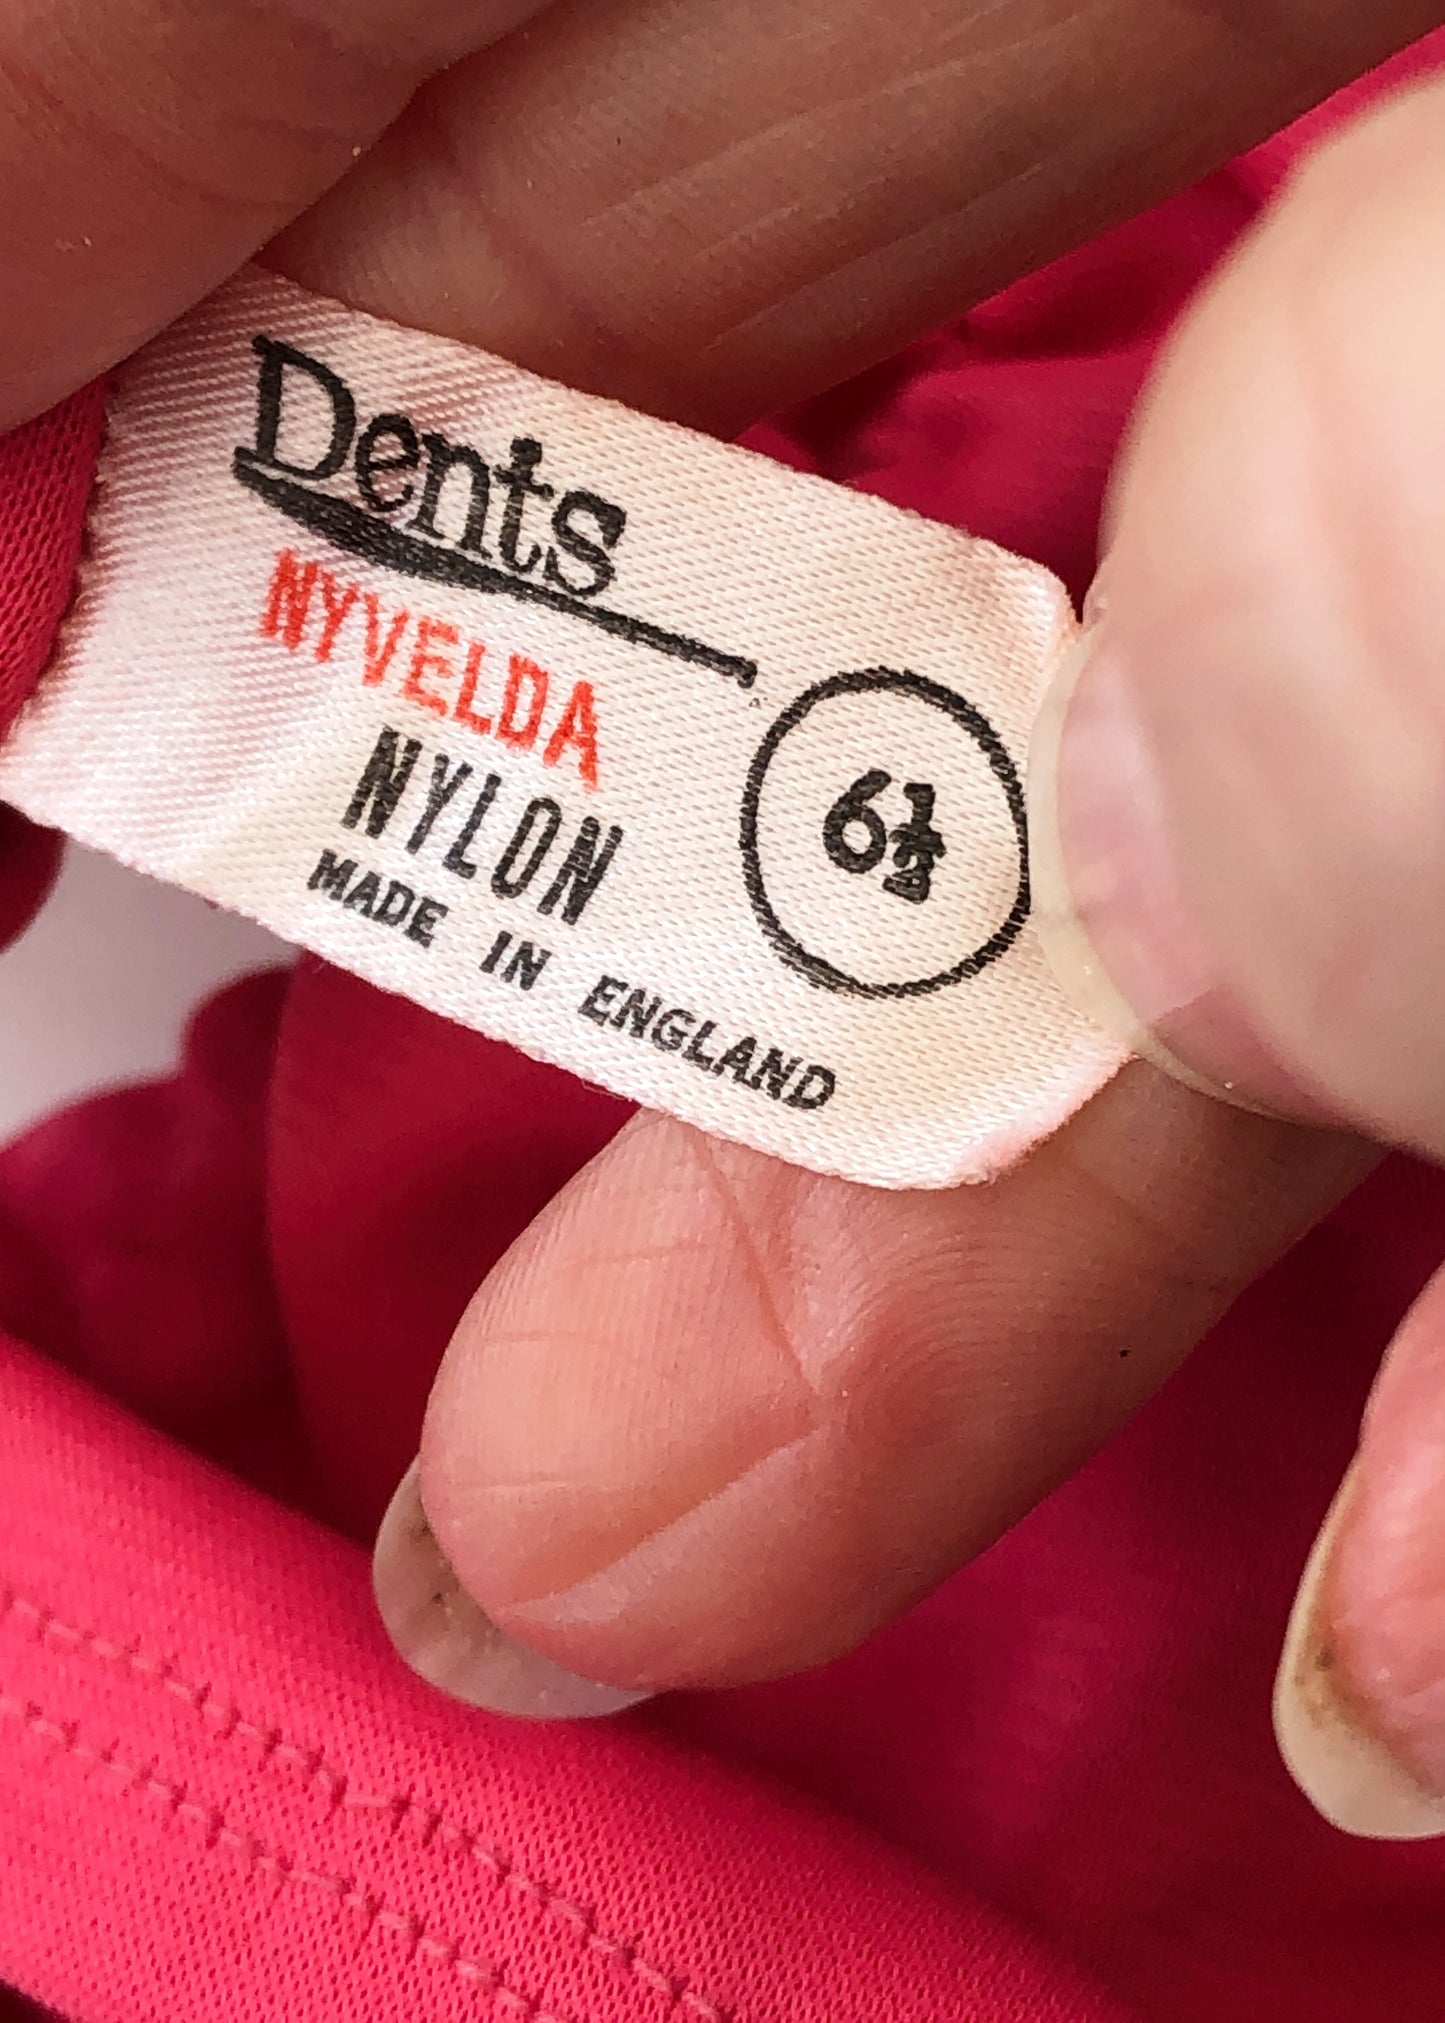 Dents
NYVELDA
NYLON
6½
MADE IN ENGLAND